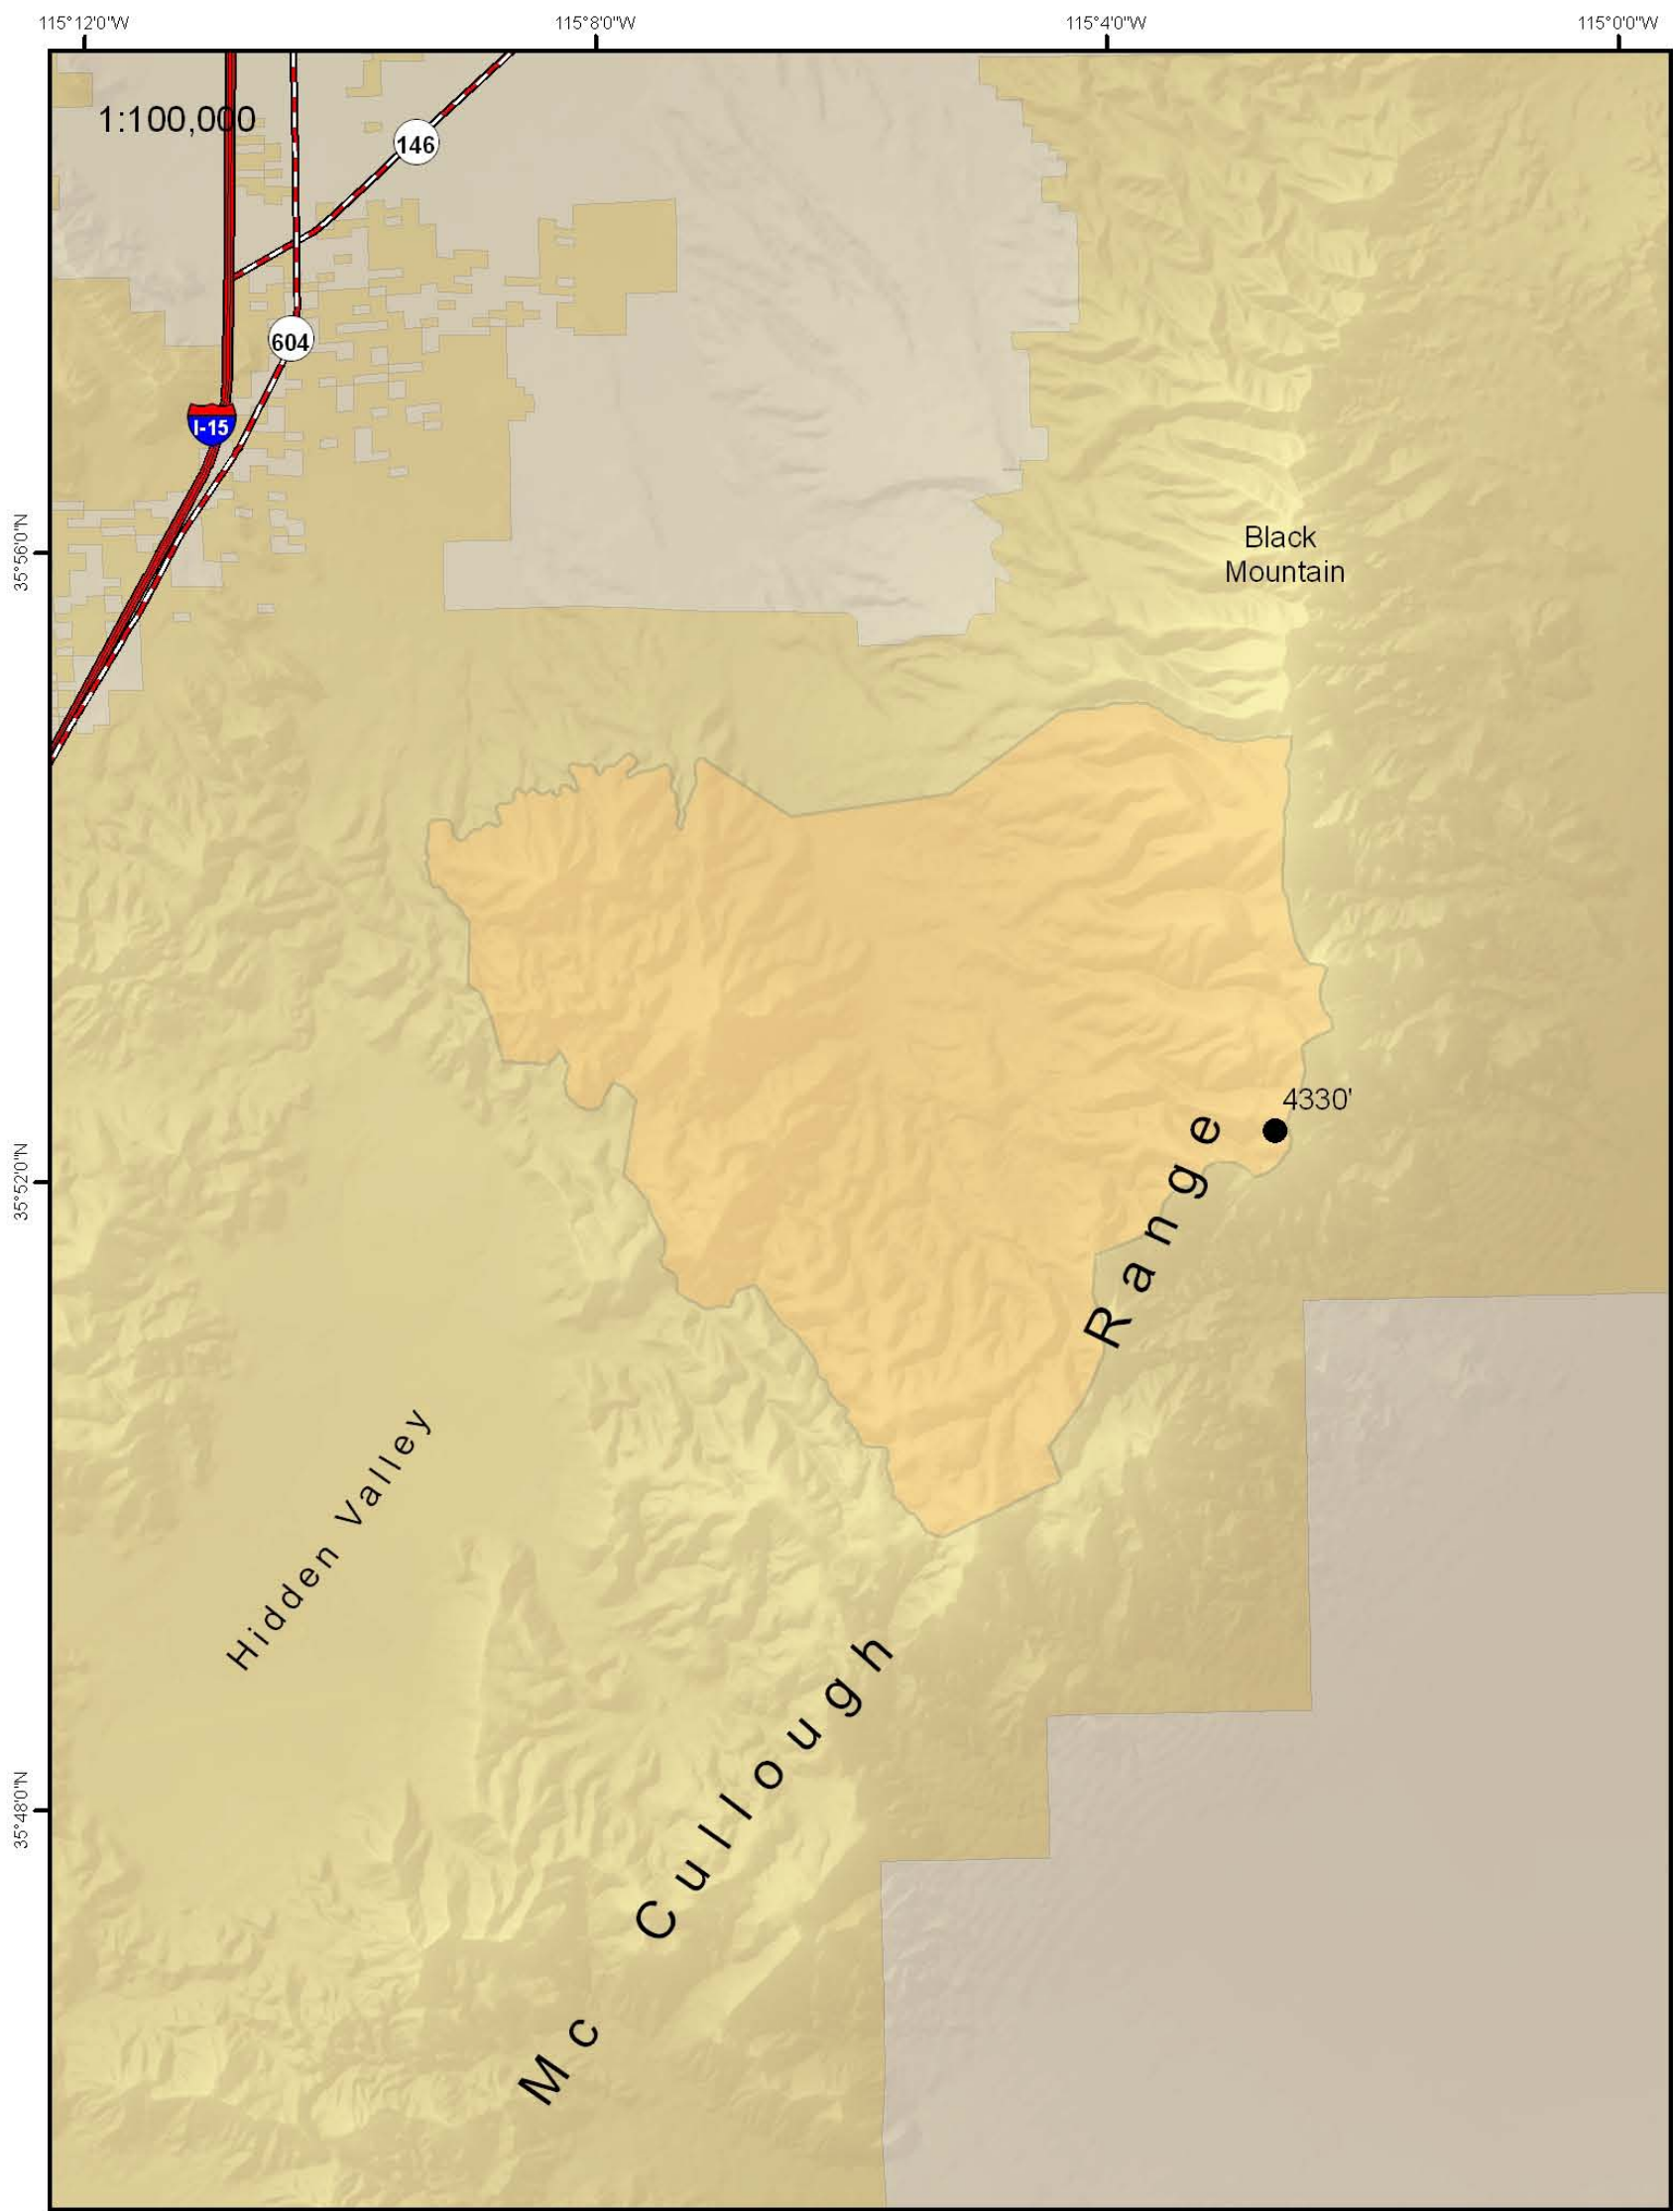 115°12'0"W
115°8'0"W
115°4'0"W
115°0'0"W
1:100,000
146
604
I-15
35°56'0"N
Black
Mountain
4330'
35°52'0"N
Range
Hidden Valley
35°48'0"N
Mc Cullough